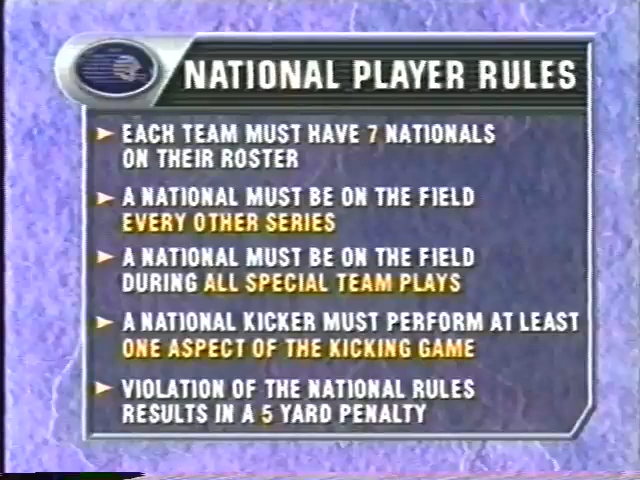 NATIONAL PLAYER RULES
EACH TEAM MUST HAVE 7 NATIONALS
ON THEIR ROSTER
A NATIONAL MUST BE ON THE FIELD
EVERY OTHER SERIES
A NATIONAL MUST BE ON THE FIELD
DURING ALL SPECIAL TEAM PLAYS
A NATIONAL KICKER MUST PERFORM AT LEAST
ONE ASPECT OF THE KICKING GAME
VIOLATION OF THE NATIONAL RULES
RESULTS IN A 5 YARD PENALTY